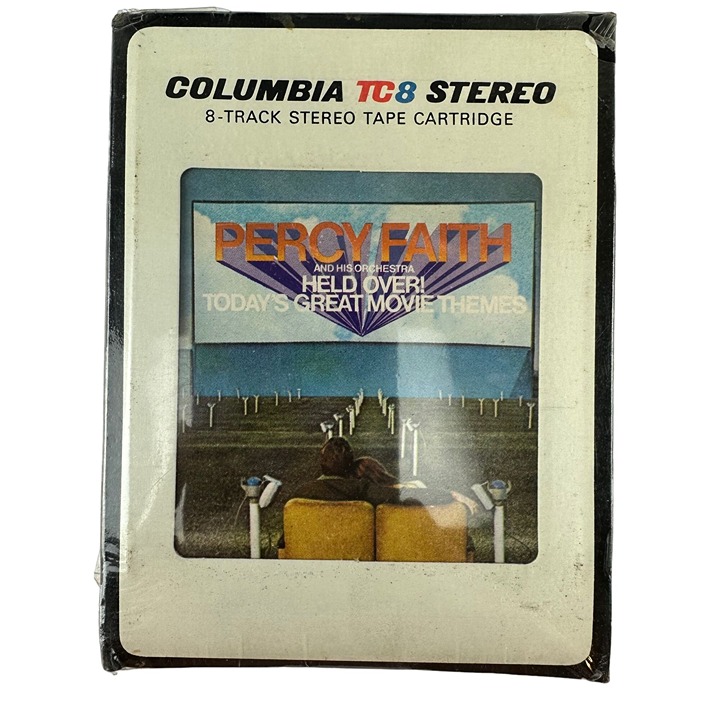 COLUMBIA TC8 STEREO
8-TRACK STEREO TAPE CARTRIDGE
PERCY FAITH
AND HIS ORCHESTRA
HELD OVER!
TODAY'S GREAT MOVIE THEMES